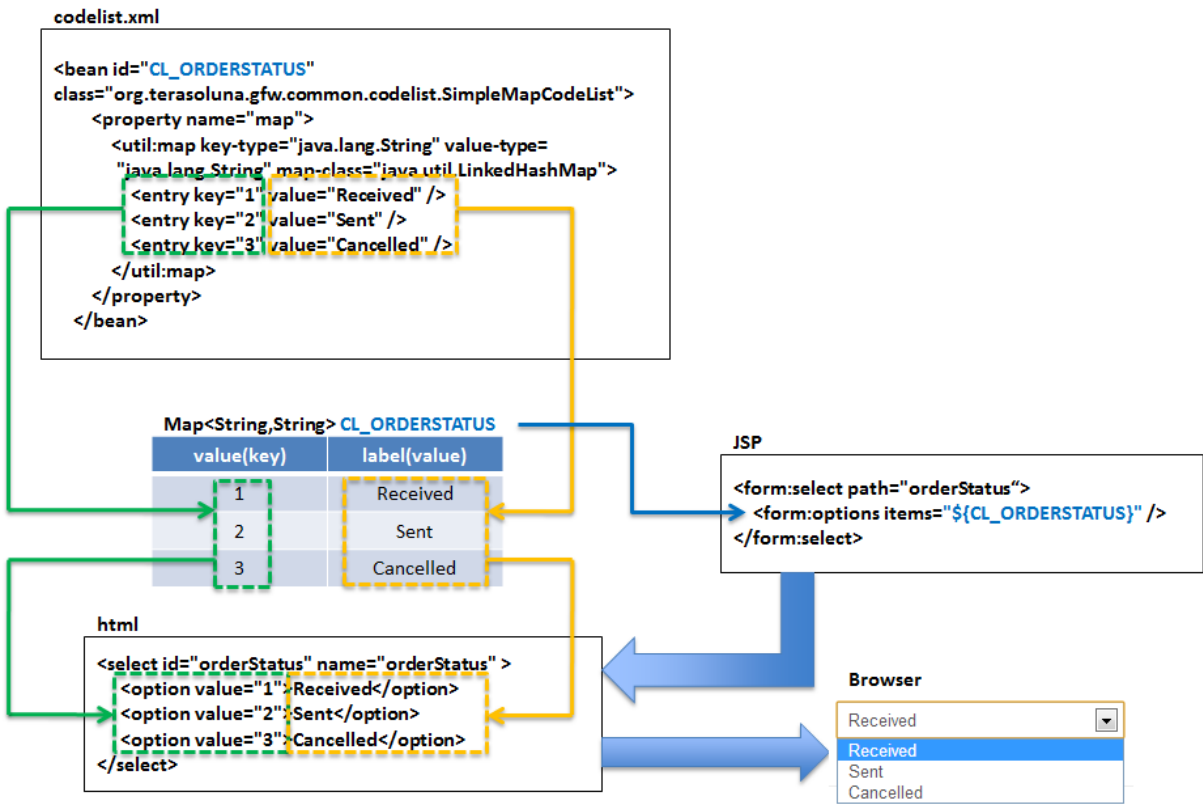 codelist.xml
<bean id="CL_ORDERSTATUS"
class="org.terasoluna.gfw.common.codelist.SimpleMapCodeList">
<property name="map">
<util:map key-type="java.lang.String" value-type=
"java.lang.String" map-class="java.util.LinkedHashMap">
<entry key="1" value="Received" />
<entry key="2" value="Sent" />
<entry key="3" value="Cancelled" />
</util:map>
</property>
</bean>
Map<String,String> CL_ORDERSTATUS
value(key) label(value)
1 Received
2 Sent
3 Cancelled
JSP
<form:select path="orderStatus“>
<form:options items="${CL_ORDERSTATUS}" />
</form:select>
html
<select id="orderStatus" name="orderStatus" >
<option value="1">Received</option>
<option value="2">Sent</option>
<option value="3">Cancelled</option>
</select>
Browser
Received
Received
Sent
Cancelled